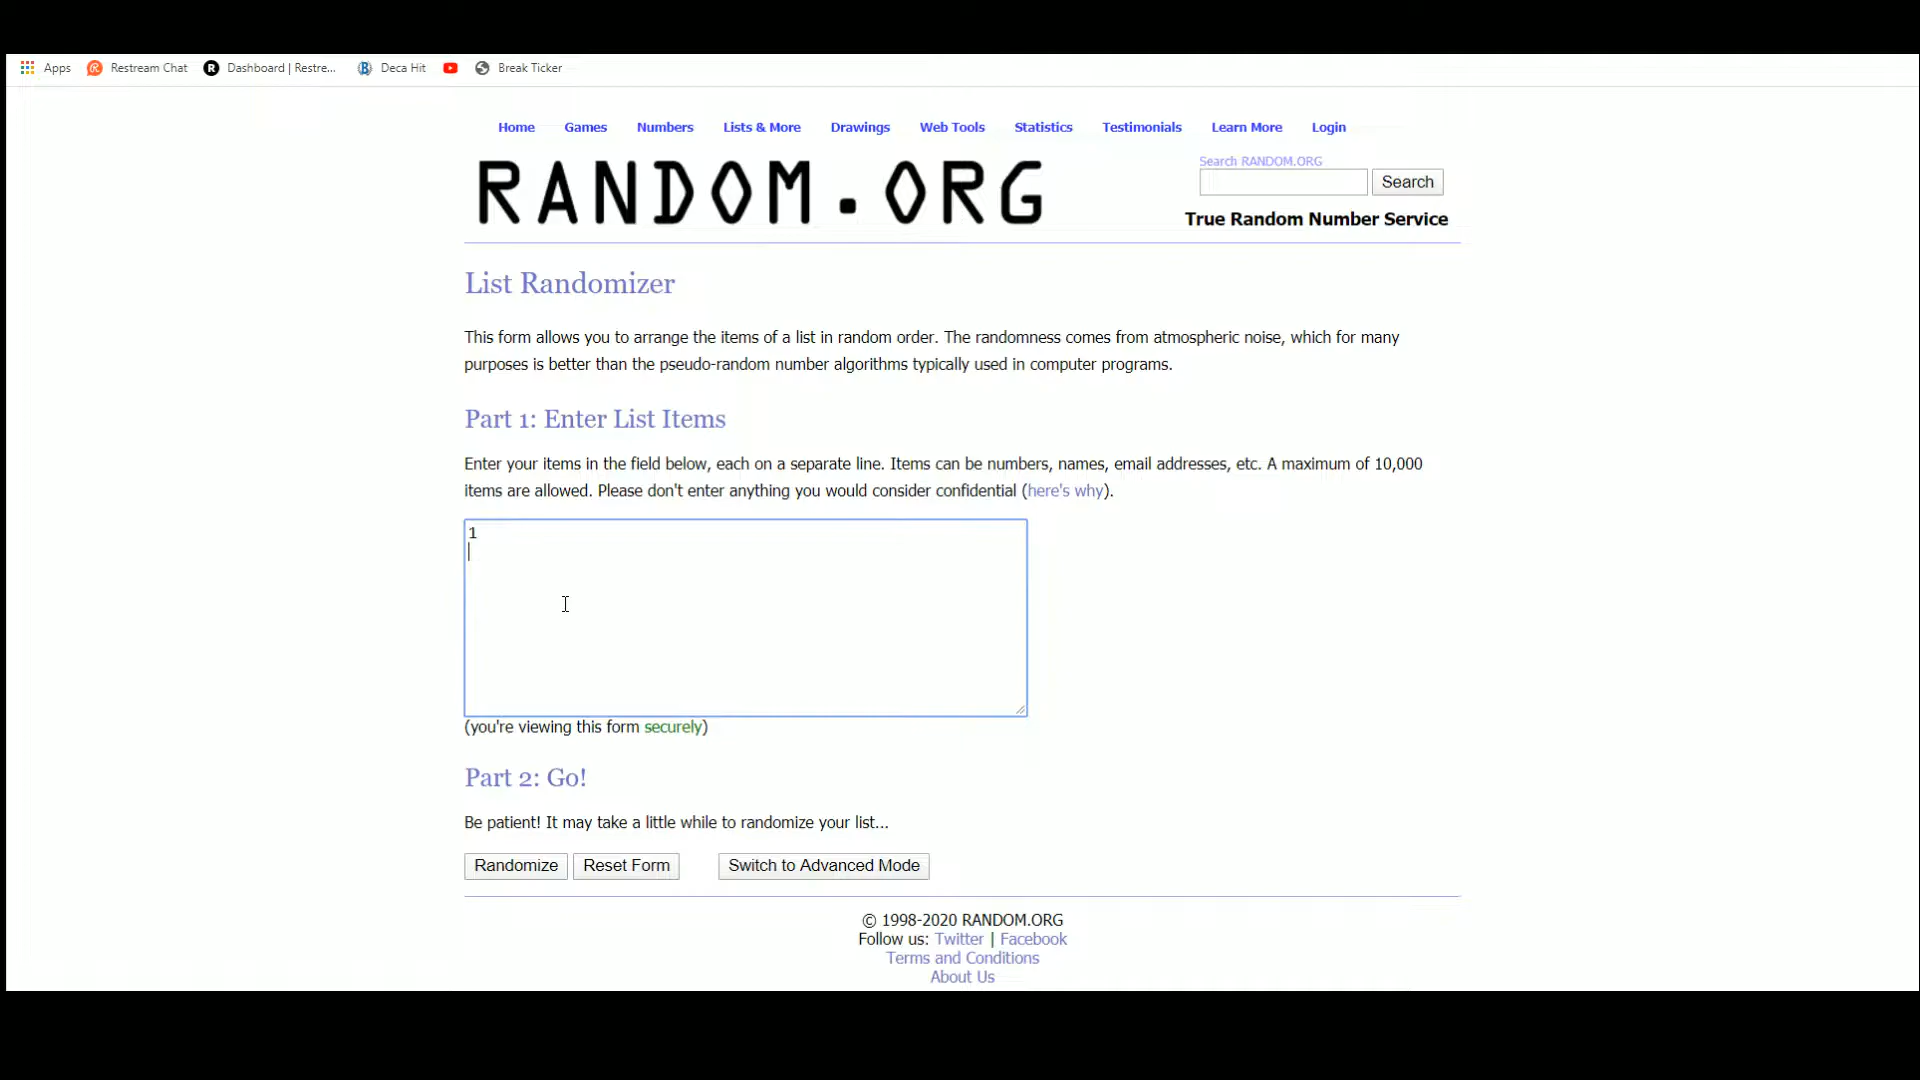 Apps Restream Chat Dashboard | Restre... Deca Hit Break Ticker
Home Games Numbers Lists & More Drawings Web Tools Statistics Testimonials Learn More Login
RANDOM.ORG
Search RANDOM.ORG
Search
True Random Number Service
List Randomizer
This form allows you to arrange the items of a list in random order. The randomness comes from atmospheric noise, which for many
purposes is better than the pseudo-random number algorithms typically used in computer programs.
Part 1: Enter List Items
Enter your items in the field below, each on a separate line. Items can be numbers, names, email addresses, etc. A maximum of 10,000
items are allowed. Please don't enter anything you would consider confidential (here's why).
1
(you're viewing this form securely)
Part 2: Go!
Be patient! It may take a little while to randomize your list...
Randomize Reset Form Switch to Advanced Mode
© 1998-2020 RANDOM.ORG
Follow us: Twitter | Facebook
Terms and Conditions
About Us